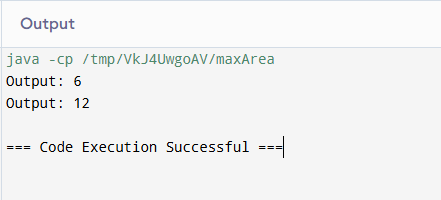 Output
java -cp /tmp/VkJ4UwgoAV/maxArea
Output: 6
Output: 12
=== Code Execution Successful ===